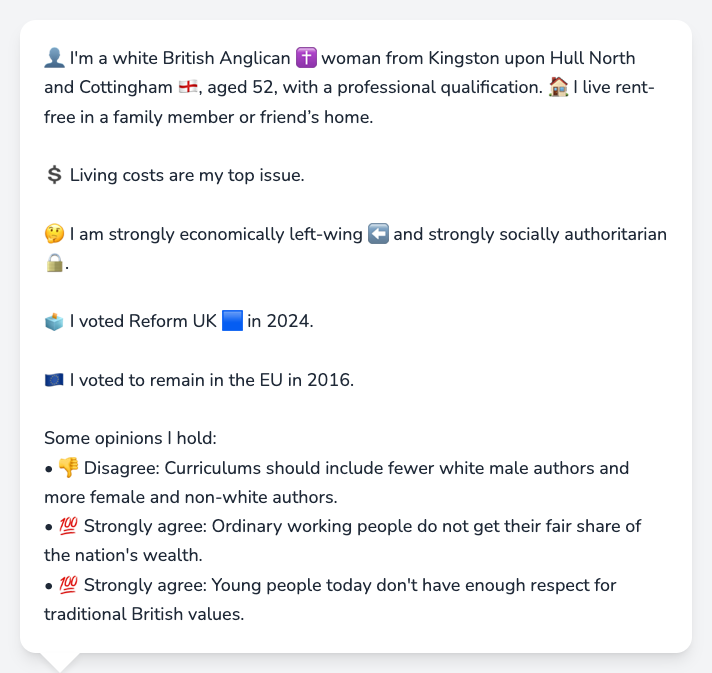 👤 I'm a white British Anglican ✝️ woman from Kingston upon Hull North
and Cottingham 🏴󠁧󠁢󠁥󠁮󠁧󠁿, aged 52, with a professional qualification. 🏠 I live rent-
free in a family member or friend’s home.
💲 Living costs are my top issue.
🤔 I am strongly economically left-wing ⬅️ and strongly socially authoritarian
🔒.
🗳️ I voted Reform UK 🟦 in 2024.
🇪🇺 I voted to remain in the EU in 2016.
Some opinions I hold:
• 👎 Disagree: Curriculums should include fewer white male authors and
more female and non-white authors.
• 💯 Strongly agree: Ordinary working people do not get their fair share of
the nation's wealth.
• 💯 Strongly agree: Young people today don't have enough respect for
traditional British values.